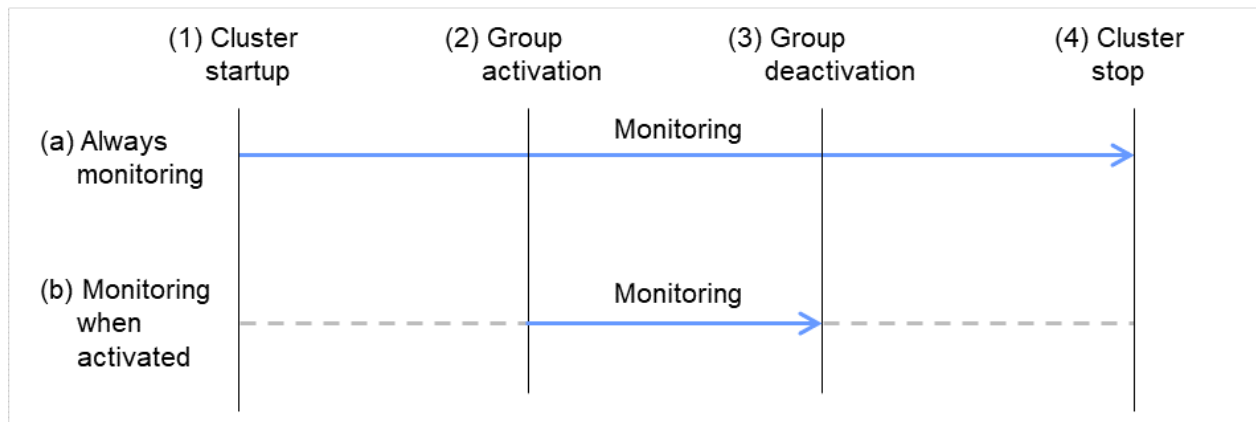 (1) Cluster
startup
(2) Group
activation
(3) Group
deactivation
(4) Cluster
stop
(a) Always
monitoring
Monitoring
(b) Monitoring
when
activated
Monitoring